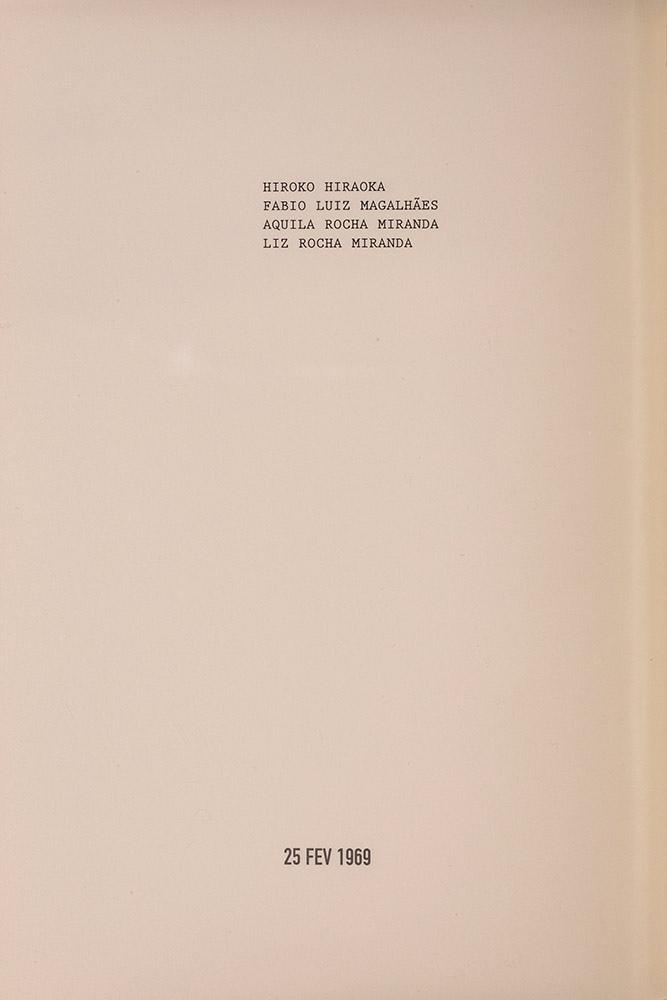 HIROKO HIRAOKA
FABIO LUIZ MAGALHÃES
AQUILA ROCHA MIRANDA
LIZ ROCHA MIRANDA
25 FEV 1969